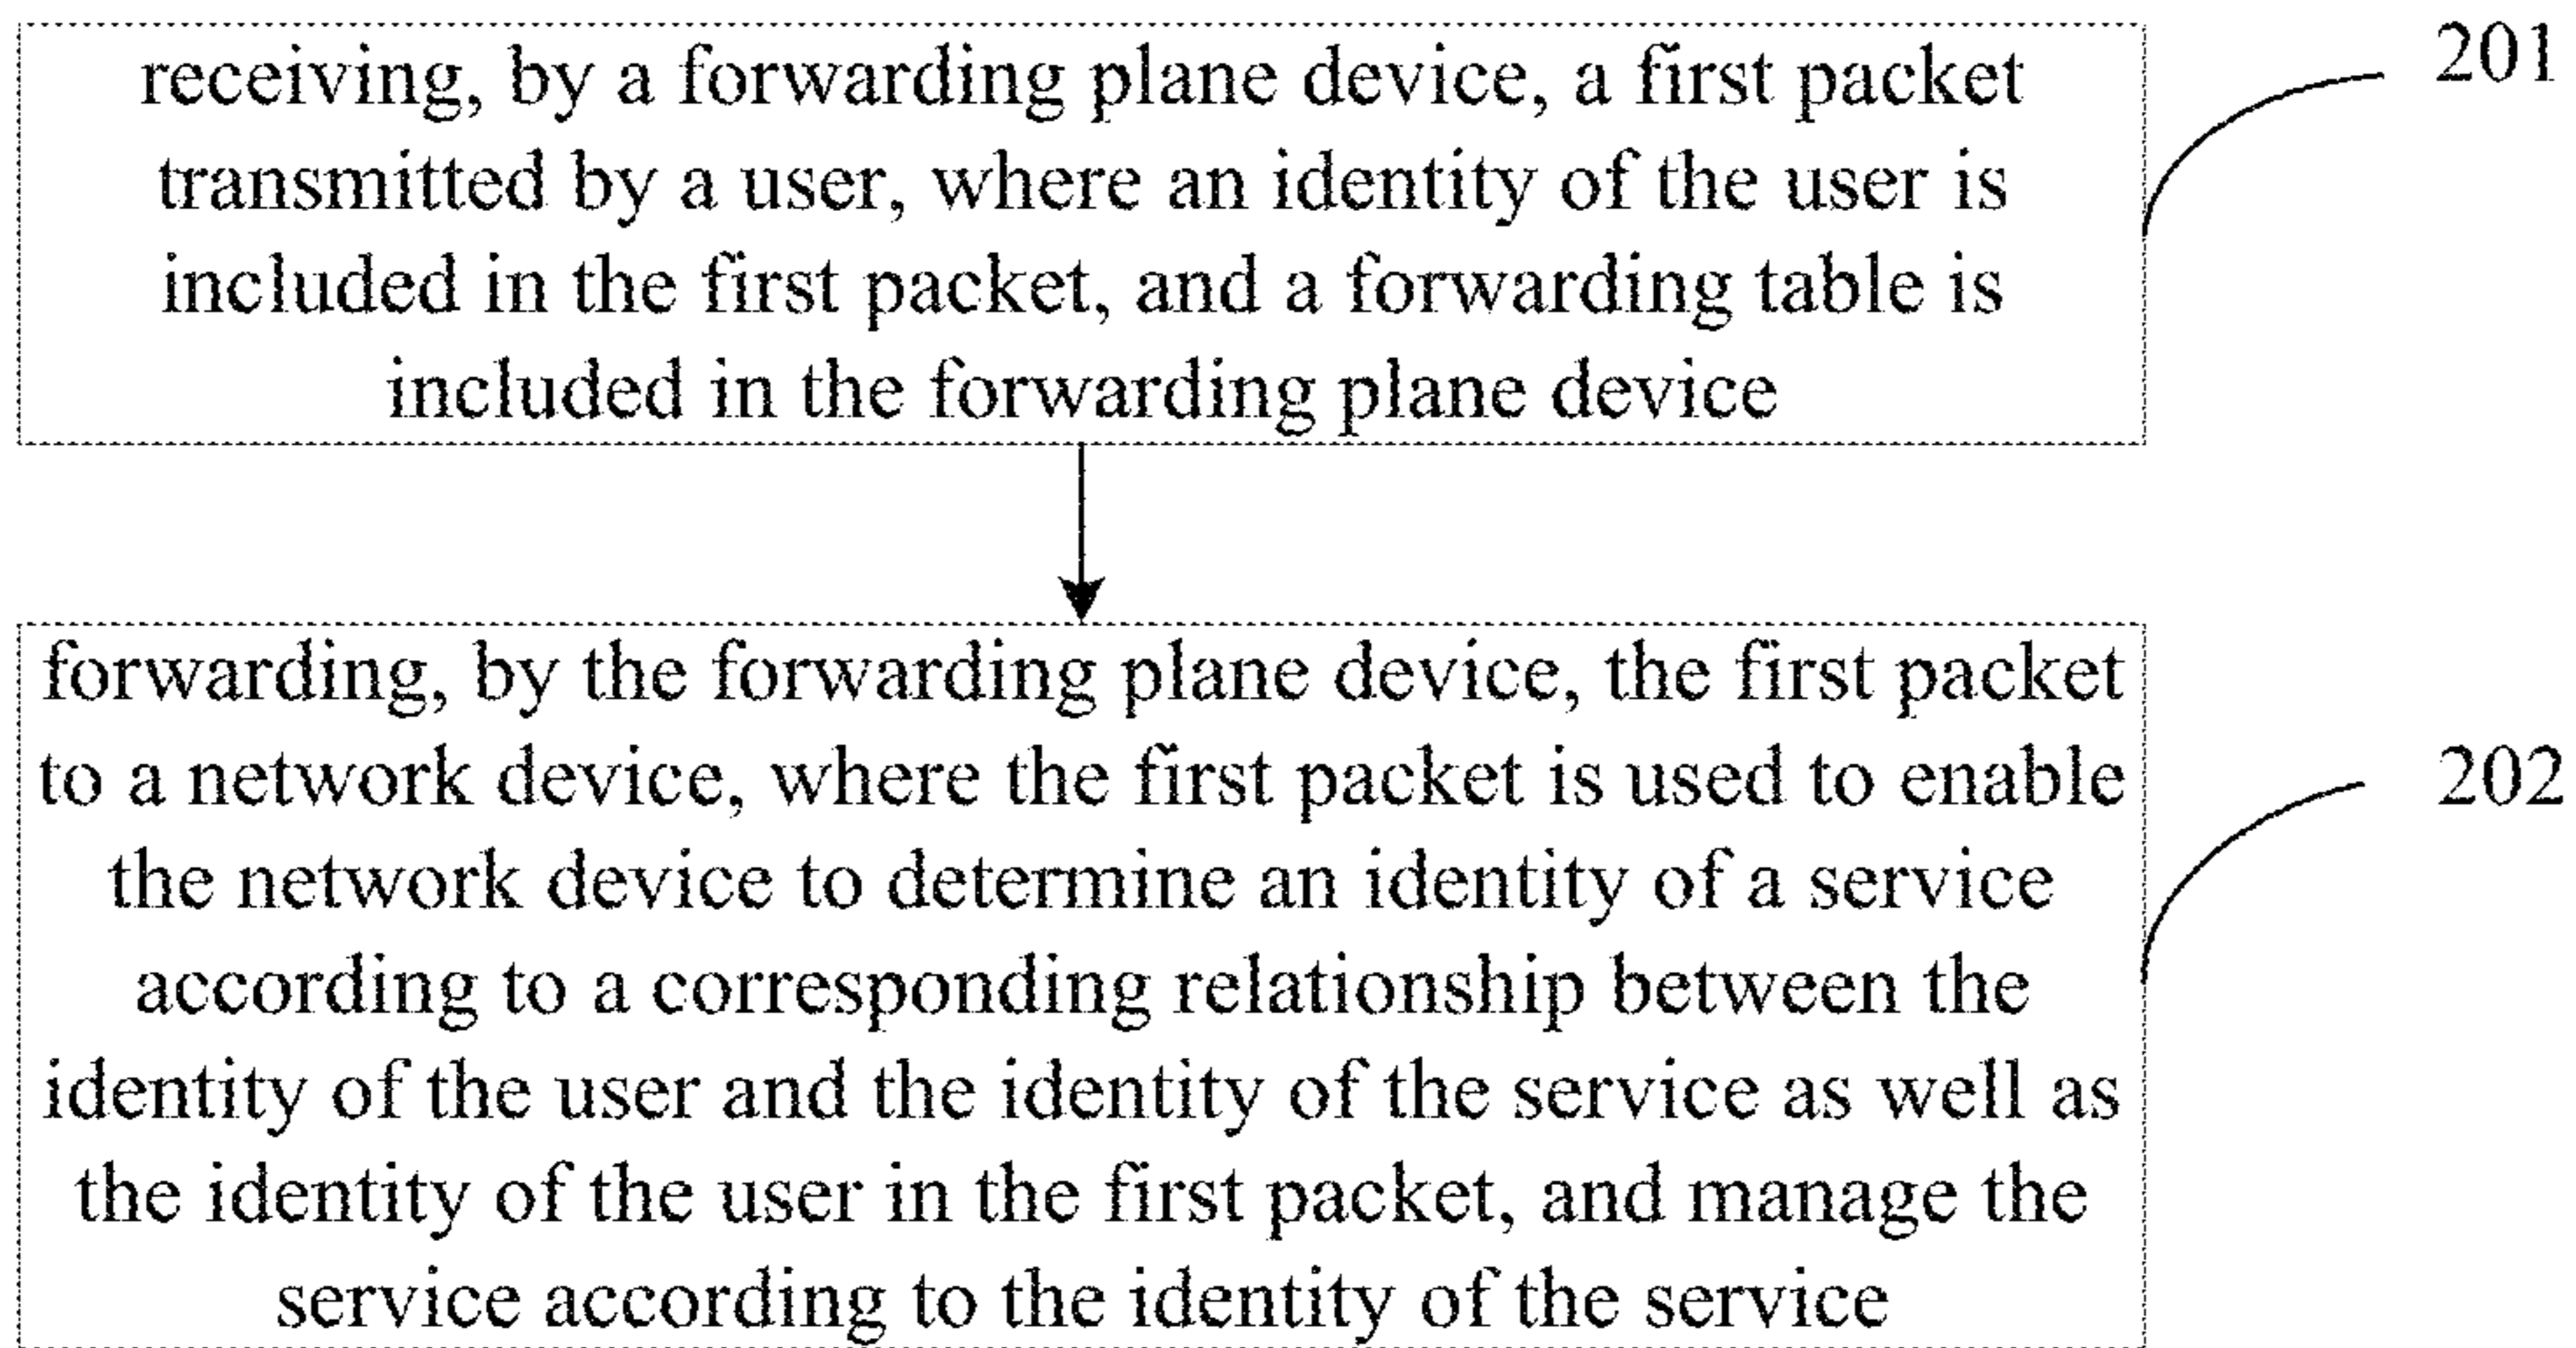 receiving, by a forwarding plane device, a first packet
transmitted by a user, where an identity of the user is
included in the first packet, and a forwarding table is
included in the forwarding plane device
201
forwarding, by the forwarding plane device, the first packet
to a network device, where the first packet is used to enable
the network device to determine an identity of a service
according to a corresponding relationship between the
identity of the user and the identity of the service as well as
the identity of the user in the first packet, and manage the
service according to the identity of the service
202